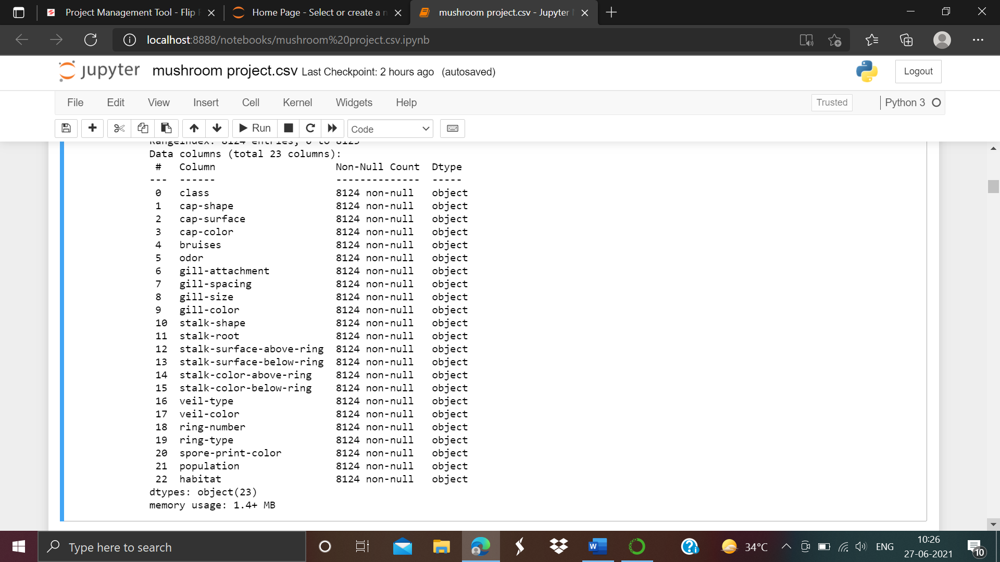 Project Management Tool - Flip
Home Page - Select or create a n
mushroom project.csv - Jupyter
localhost:8888/notebooks/mushroom%20project.csv.ipynb
jupyter mushroom project.csv Last Checkpoint: 2 hours ago (autosaved)
Logout
File Edit View Insert Cell Kernel Widgets Help
Trusted
Python 3
Run
Code
RangeIndex: 8124 entries, 0 to 8123
Data columns (total 23 columns):
# Column Non-Null Count Dtype
--- ------ -------------- -----
0 class 8124 non-null object
1 cap-shape 8124 non-null object
2 cap-surface 8124 non-null object
3 cap-color 8124 non-null object
4 bruises 8124 non-null object
5 odor 8124 non-null object
6 gill-attachment 8124 non-null object
7 gill-spacing 8124 non-null object
8 gill-size 8124 non-null object
9 gill-color 8124 non-null object
10 stalk-shape 8124 non-null object
11 stalk-root 8124 non-null object
12 stalk-surface-above-ring 8124 non-null object
13 stalk-surface-below-ring 8124 non-null object
14 stalk-color-above-ring 8124 non-null object
15 stalk-color-below-ring 8124 non-null object
16 veil-type 8124 non-null object
17 veil-color 8124 non-null object
18 ring-number 8124 non-null object
19 ring-type 8124 non-null object
20 spore-print-color 8124 non-null object
21 population 8124 non-null object
22 habitat 8124 non-null object
dtypes: object(23)
memory usage: 1.4+ MB
Type here to search
34°C
ENG
10:26
27-06-2021
10